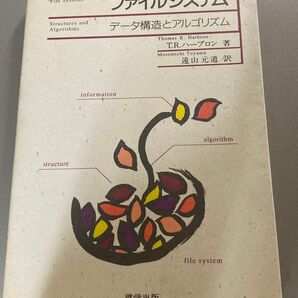 File Systems
ファイルシステム
Structures and
Algorithms
データ構造とアルゴリズム
Thomas R. Harbron
T.R.ハーブロン 著
Motomichi Toyama
遠山元道 訳
information
algorithm
structure
file system
啓学出版